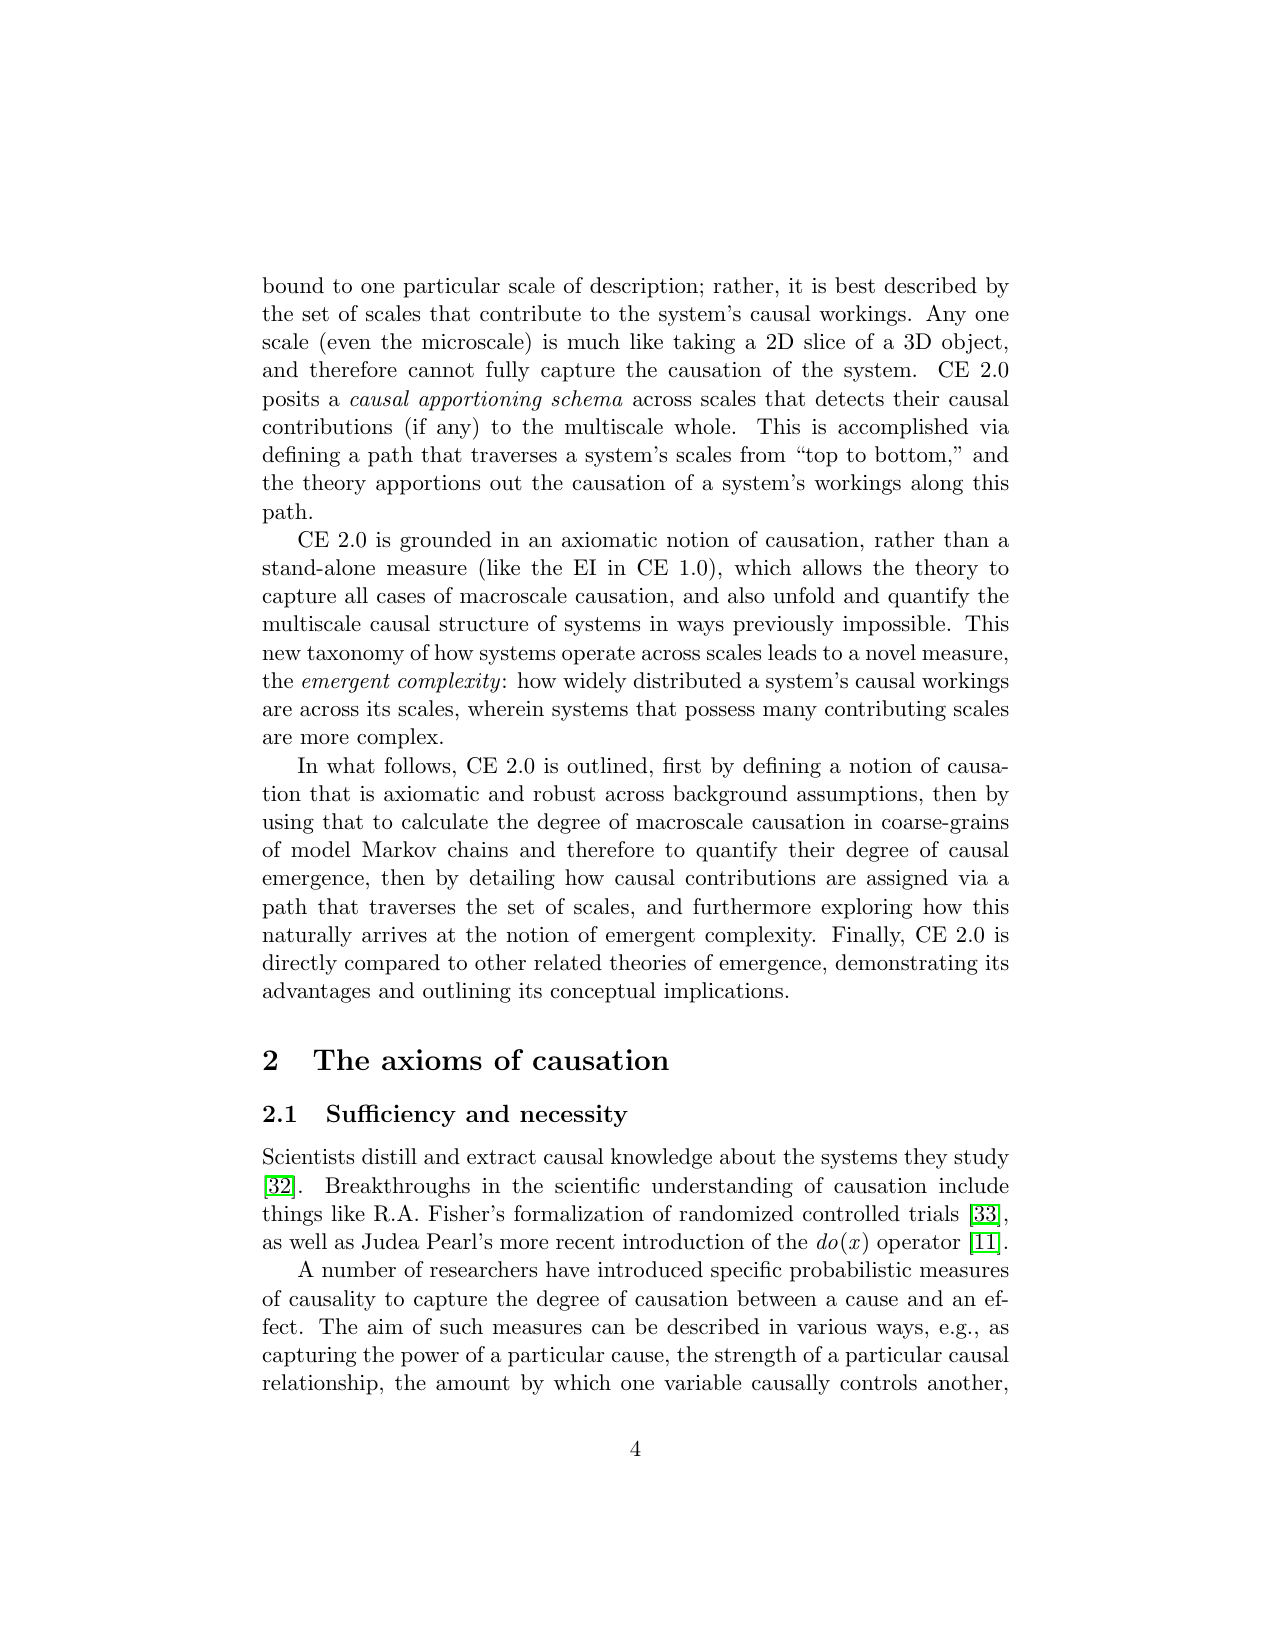 bound to one particular scale of description; rather, it is best described by
the set of scales that contribute to the system's causal workings. Any one
scale (even the microscale) is much like taking a 2D slice of a 3D object,
and therefore cannot fully capture the causation of the system. CE 2.0
posits a causal apportioning schema across scales that detects their causal
contributions (if any) to the multiscale whole. This is accomplished via
defining a path that traverses a system's scales from “top to bottom,” and
the theory apportions out the causation of a system's workings along this
path.
CE 2.0 is grounded in an axiomatic notion of causation, rather than a
stand-alone measure (like the EI in CE 1.0), which allows the theory to
capture all cases of macroscale causation, and also unfold and quantify the
multiscale causal structure of systems in ways previously impossible. This
new taxonomy of how systems operate across scales leads to a novel measure,
the emergent complexity: how widely distributed a system's causal workings
are across its scales, wherein systems that possess many contributing scales
are more complex.
In what follows, CE 2.0 is outlined, first by defining a notion of causa-
tion that is axiomatic and robust across background assumptions, then by
using that to calculate the degree of macroscale causation in coarse-grains
of model Markov chains and therefore to quantify their degree of causal
emergence, then by detailing how causal contributions are assigned via a
path that traverses the set of scales, and furthermore exploring how this
naturally arrives at the notion of emergent complexity. Finally, CE 2.0 is
directly compared to other related theories of emergence, demonstrating its
advantages and outlining its conceptual implications.
2 The axioms of causation
2.1 Sufficiency and necessity
Scientists distill and extract causal knowledge about the systems they study
[32]. Breakthroughs in the scientific understanding of causation include
things like R.A. Fisher's formalization of randomized controlled trials [33],
as well as Judea Pearl's more recent introduction of the do(x) operator [11].
A number of researchers have introduced specific probabilistic measures
of causality to capture the degree of causation between a cause and an ef-
fect. The aim of such measures can be described in various ways, e.g., as
capturing the power of a particular cause, the strength of a particular causal
relationship, the amount by which one variable causally controls another,
4